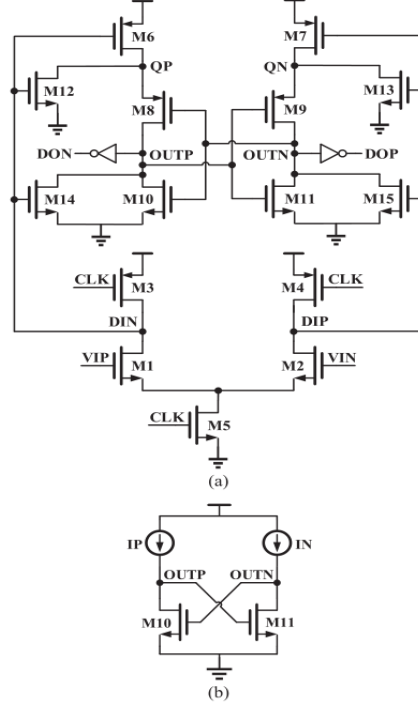 M6 M7
QP QN
M12 M13
M8 M9
DON OUTP OUTN DOP
M14 M10 M11 M15
CLK M3 M4 CLK
DIN DIP
VIP M1 M2 VIN
CLK M5
(a)
IP IN
OUTP OUTN
M10 M11
(b)